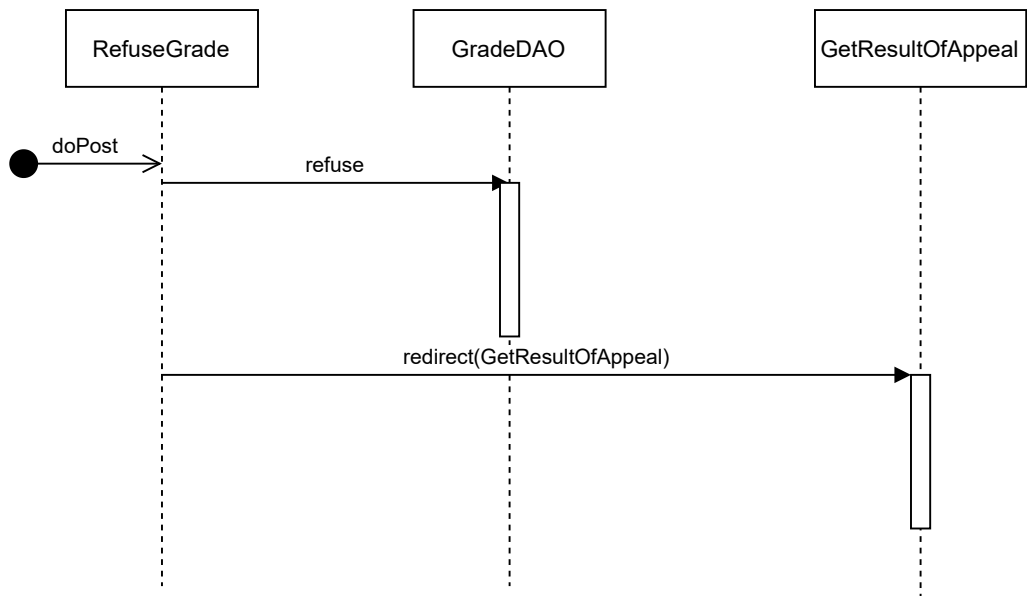 RefuseGrade
GradeDAO
GetResultOfAppeal
doPost
refuse
redirect(GetResultOfAppeal)